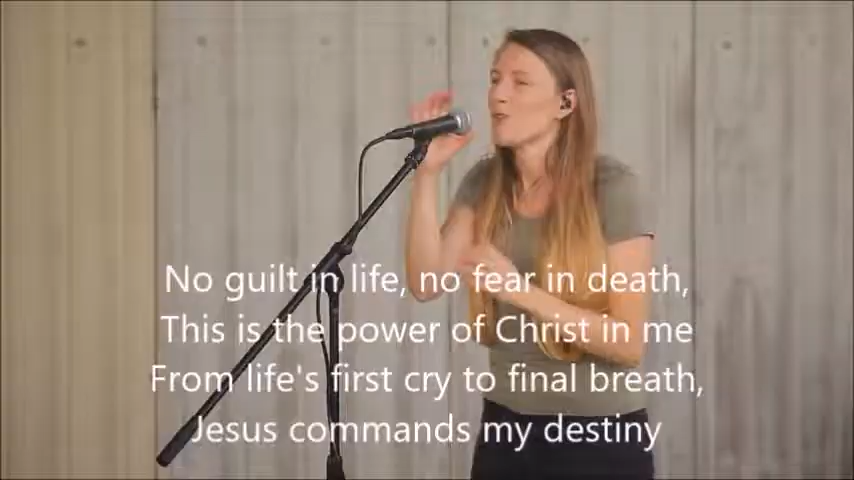 No guilt in life, no fear in death,
This is the power of Christ in me
From life's first cry to final breath,
Jesus commands my destiny